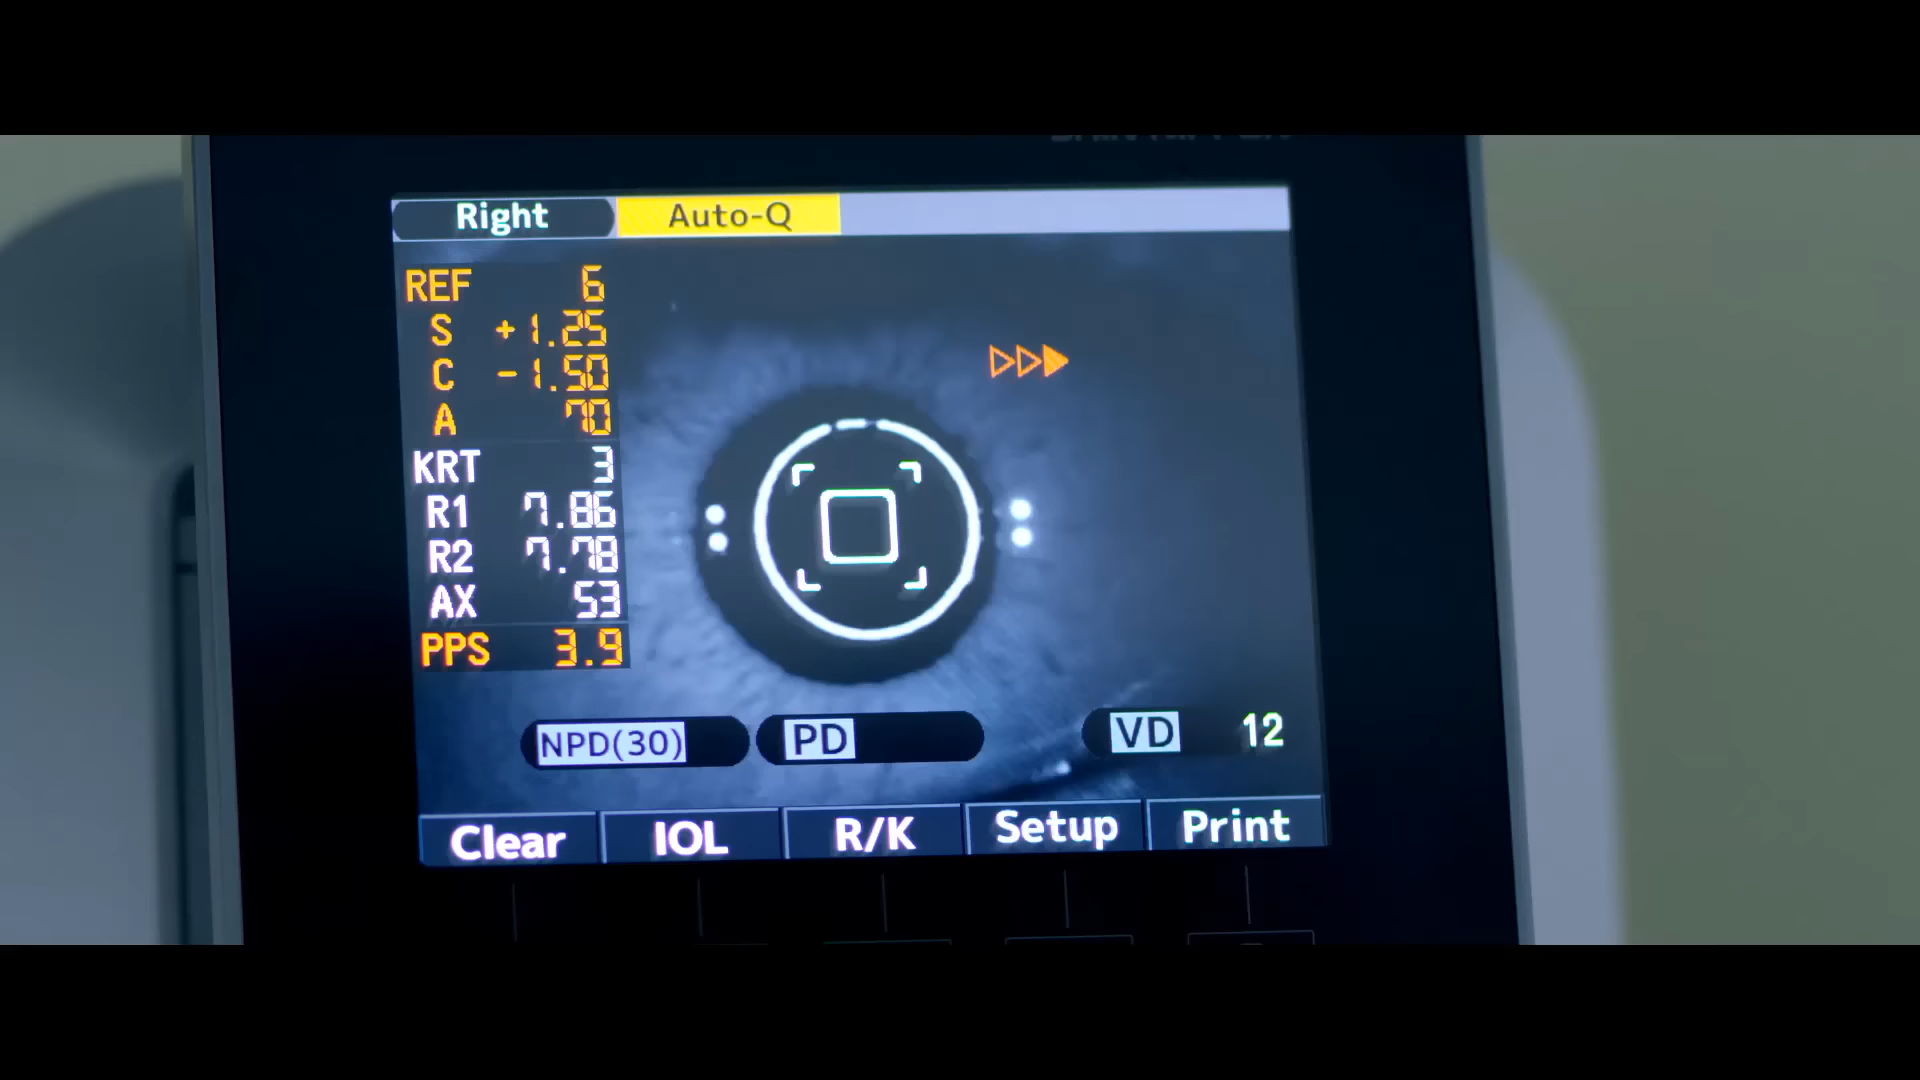 Right Auto-Q
REF 6
S +1.25
C -1.50
A 70
KRT 3
R1 7.86
R2 7.78
AX 53
PPS 3.9
NPD(30) PD VD 12
Clear IOL R/K Setup Print